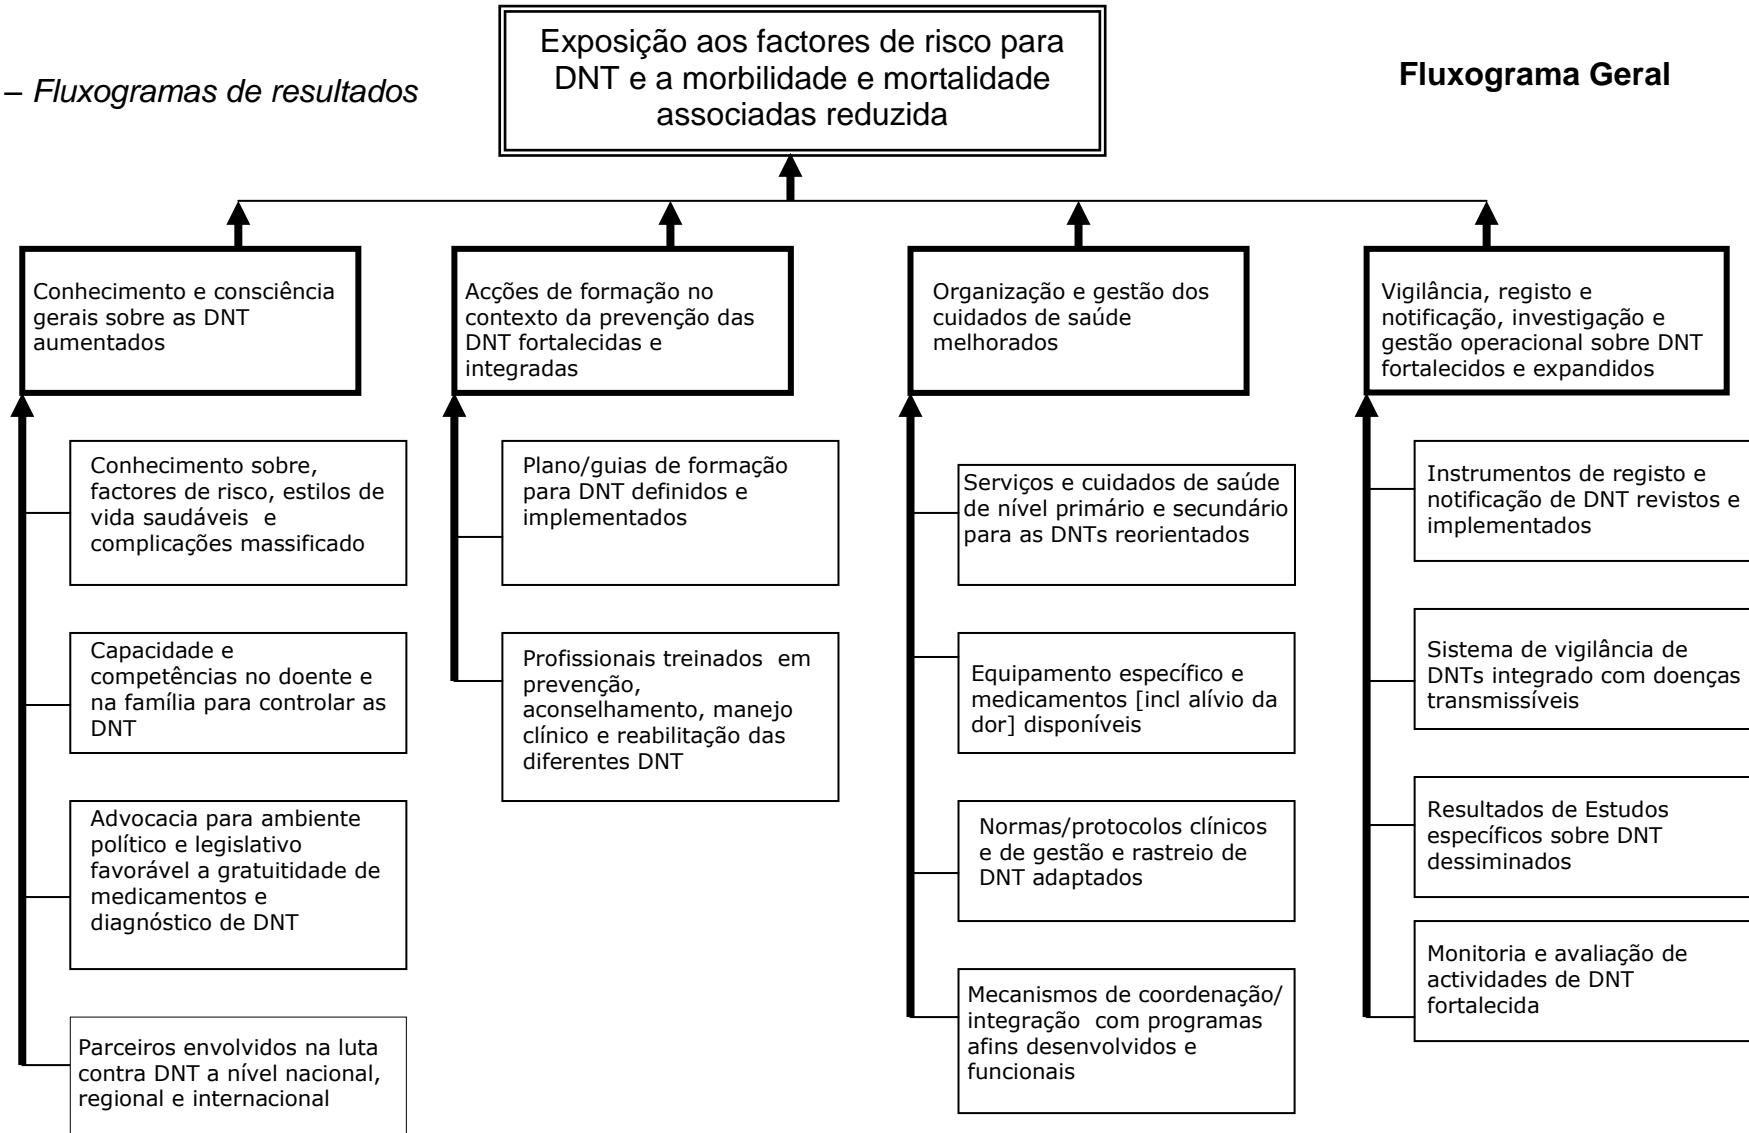 Exposição aos factores de risco para
DNT e a morbilidade e mortalidade
associadas reduzida
– Fluxogramas de resultados
Fluxograma Geral
Conhecimento e consciência
gerais sobre as DNT
aumentados
Conhecimento sobre,
factores de risco, estilos de
vida saudáveis e
complicações massificado
Capacidade e
competências no doente e
na família para controlar as
DNT
Advocacia para ambiente
político e legislativo
favorável a gratuitidade de
medicamentos e
diagnóstico de DNT
Parceiros envolvidos na luta
contra DNT a nível nacional,
regional e internacional
Acções de formação no
contexto da prevenção das
DNT fortalecidas e
integradas
Plano/guias de formação
para DNT definidos e
implementados
Profissionais treinados em
prevenção,
aconselhamento, manejo
clínico e reabilitação das
diferentes DNT
Organização e gestão dos
cuidados de saúde
melhorados
Serviços e cuidados de saúde
de nível primário e secundário
para as DNTs reorientados
Equipamento específico e
medicamentos [incl alívio da
dor] disponíveis
Normas/protocolos clínicos
e de gestão e rastreio de
DNT adaptados
Mecanismos de coordenação/
integração com programas
afins desenvolvidos e
funcionais
Vigilância, registo e
notificação, investigação e
gestão operacional sobre DNT
fortalecidos e expandidos
Instrumentos de registo e
notificação de DNT revistos e
implementados
Sistema de vigilância de
DNTs integrado com doenças
transmissíveis
Resultados de Estudos
específicos sobre DNT
dessiminados
Monitoria e avaliação de
actividades de DNT
fortalecida